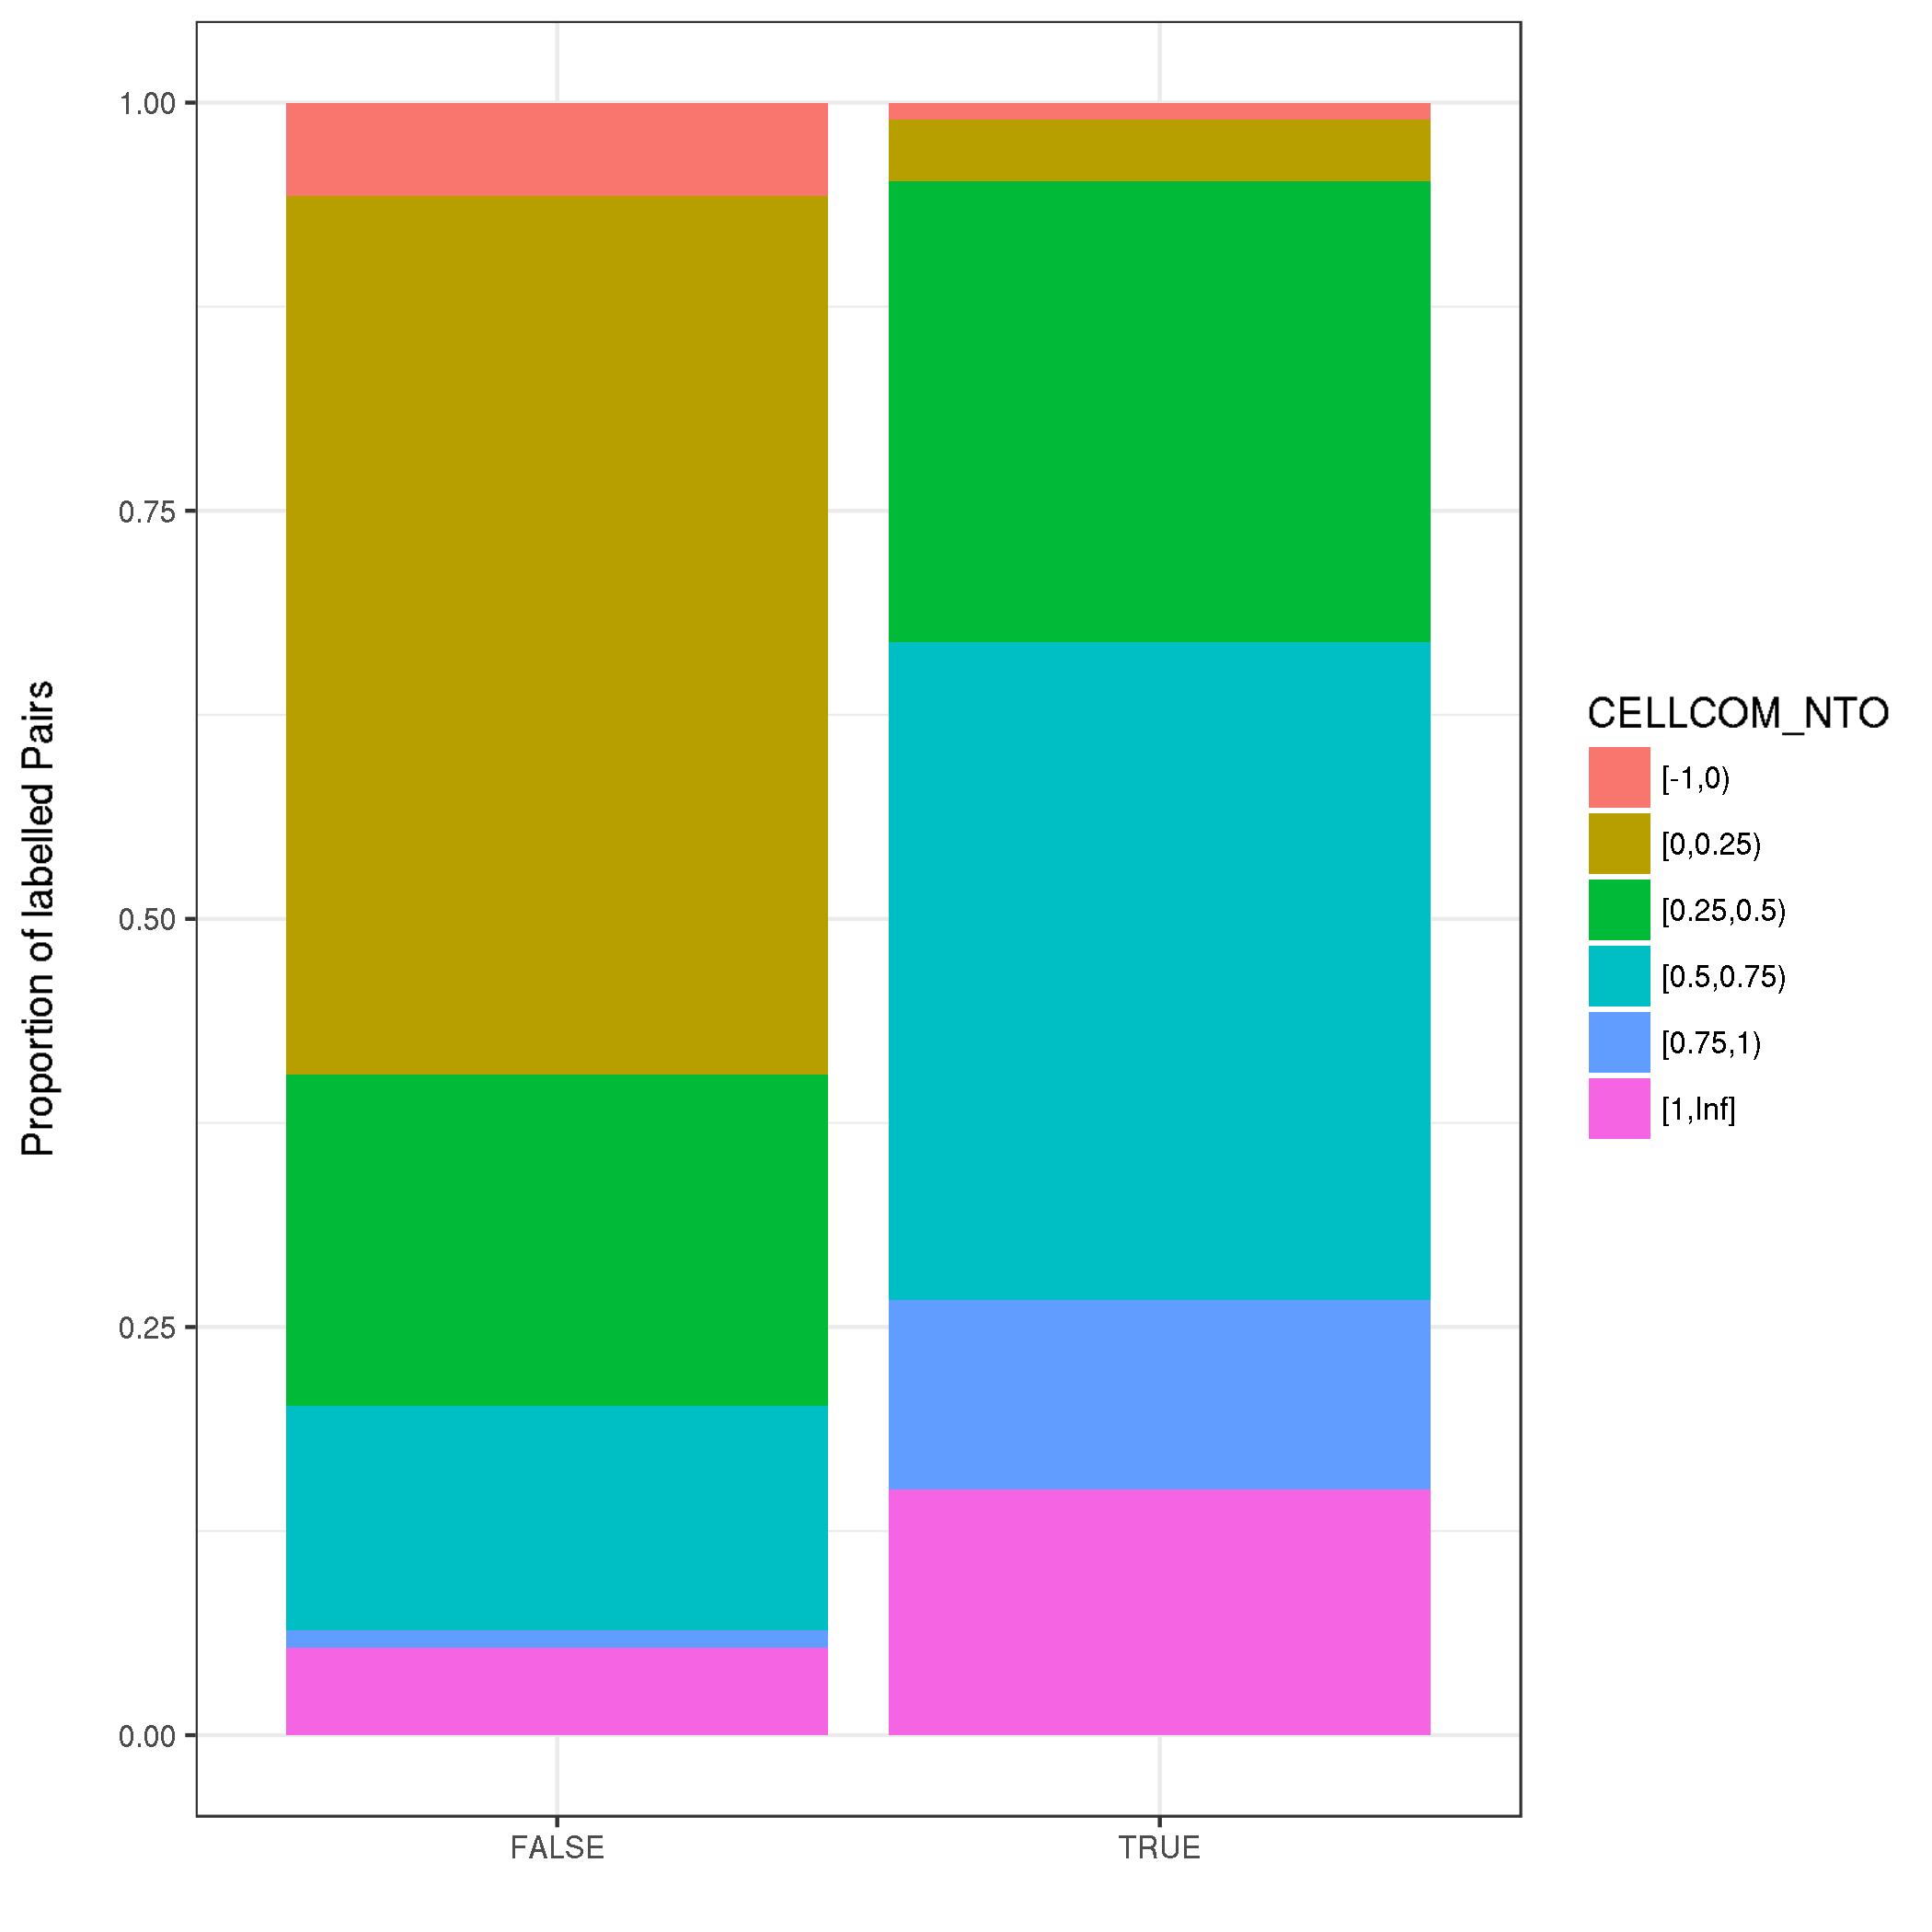 Proportion of labelled Pairs
1.00
0.75
0.50
0.25
0.00
FALSE
TRUE
CELLCOM_NTO
[-1,0)
[0,0.25)
[0.25,0.5)
[0.5,0.75)
[0.75,1)
[1,Inf]